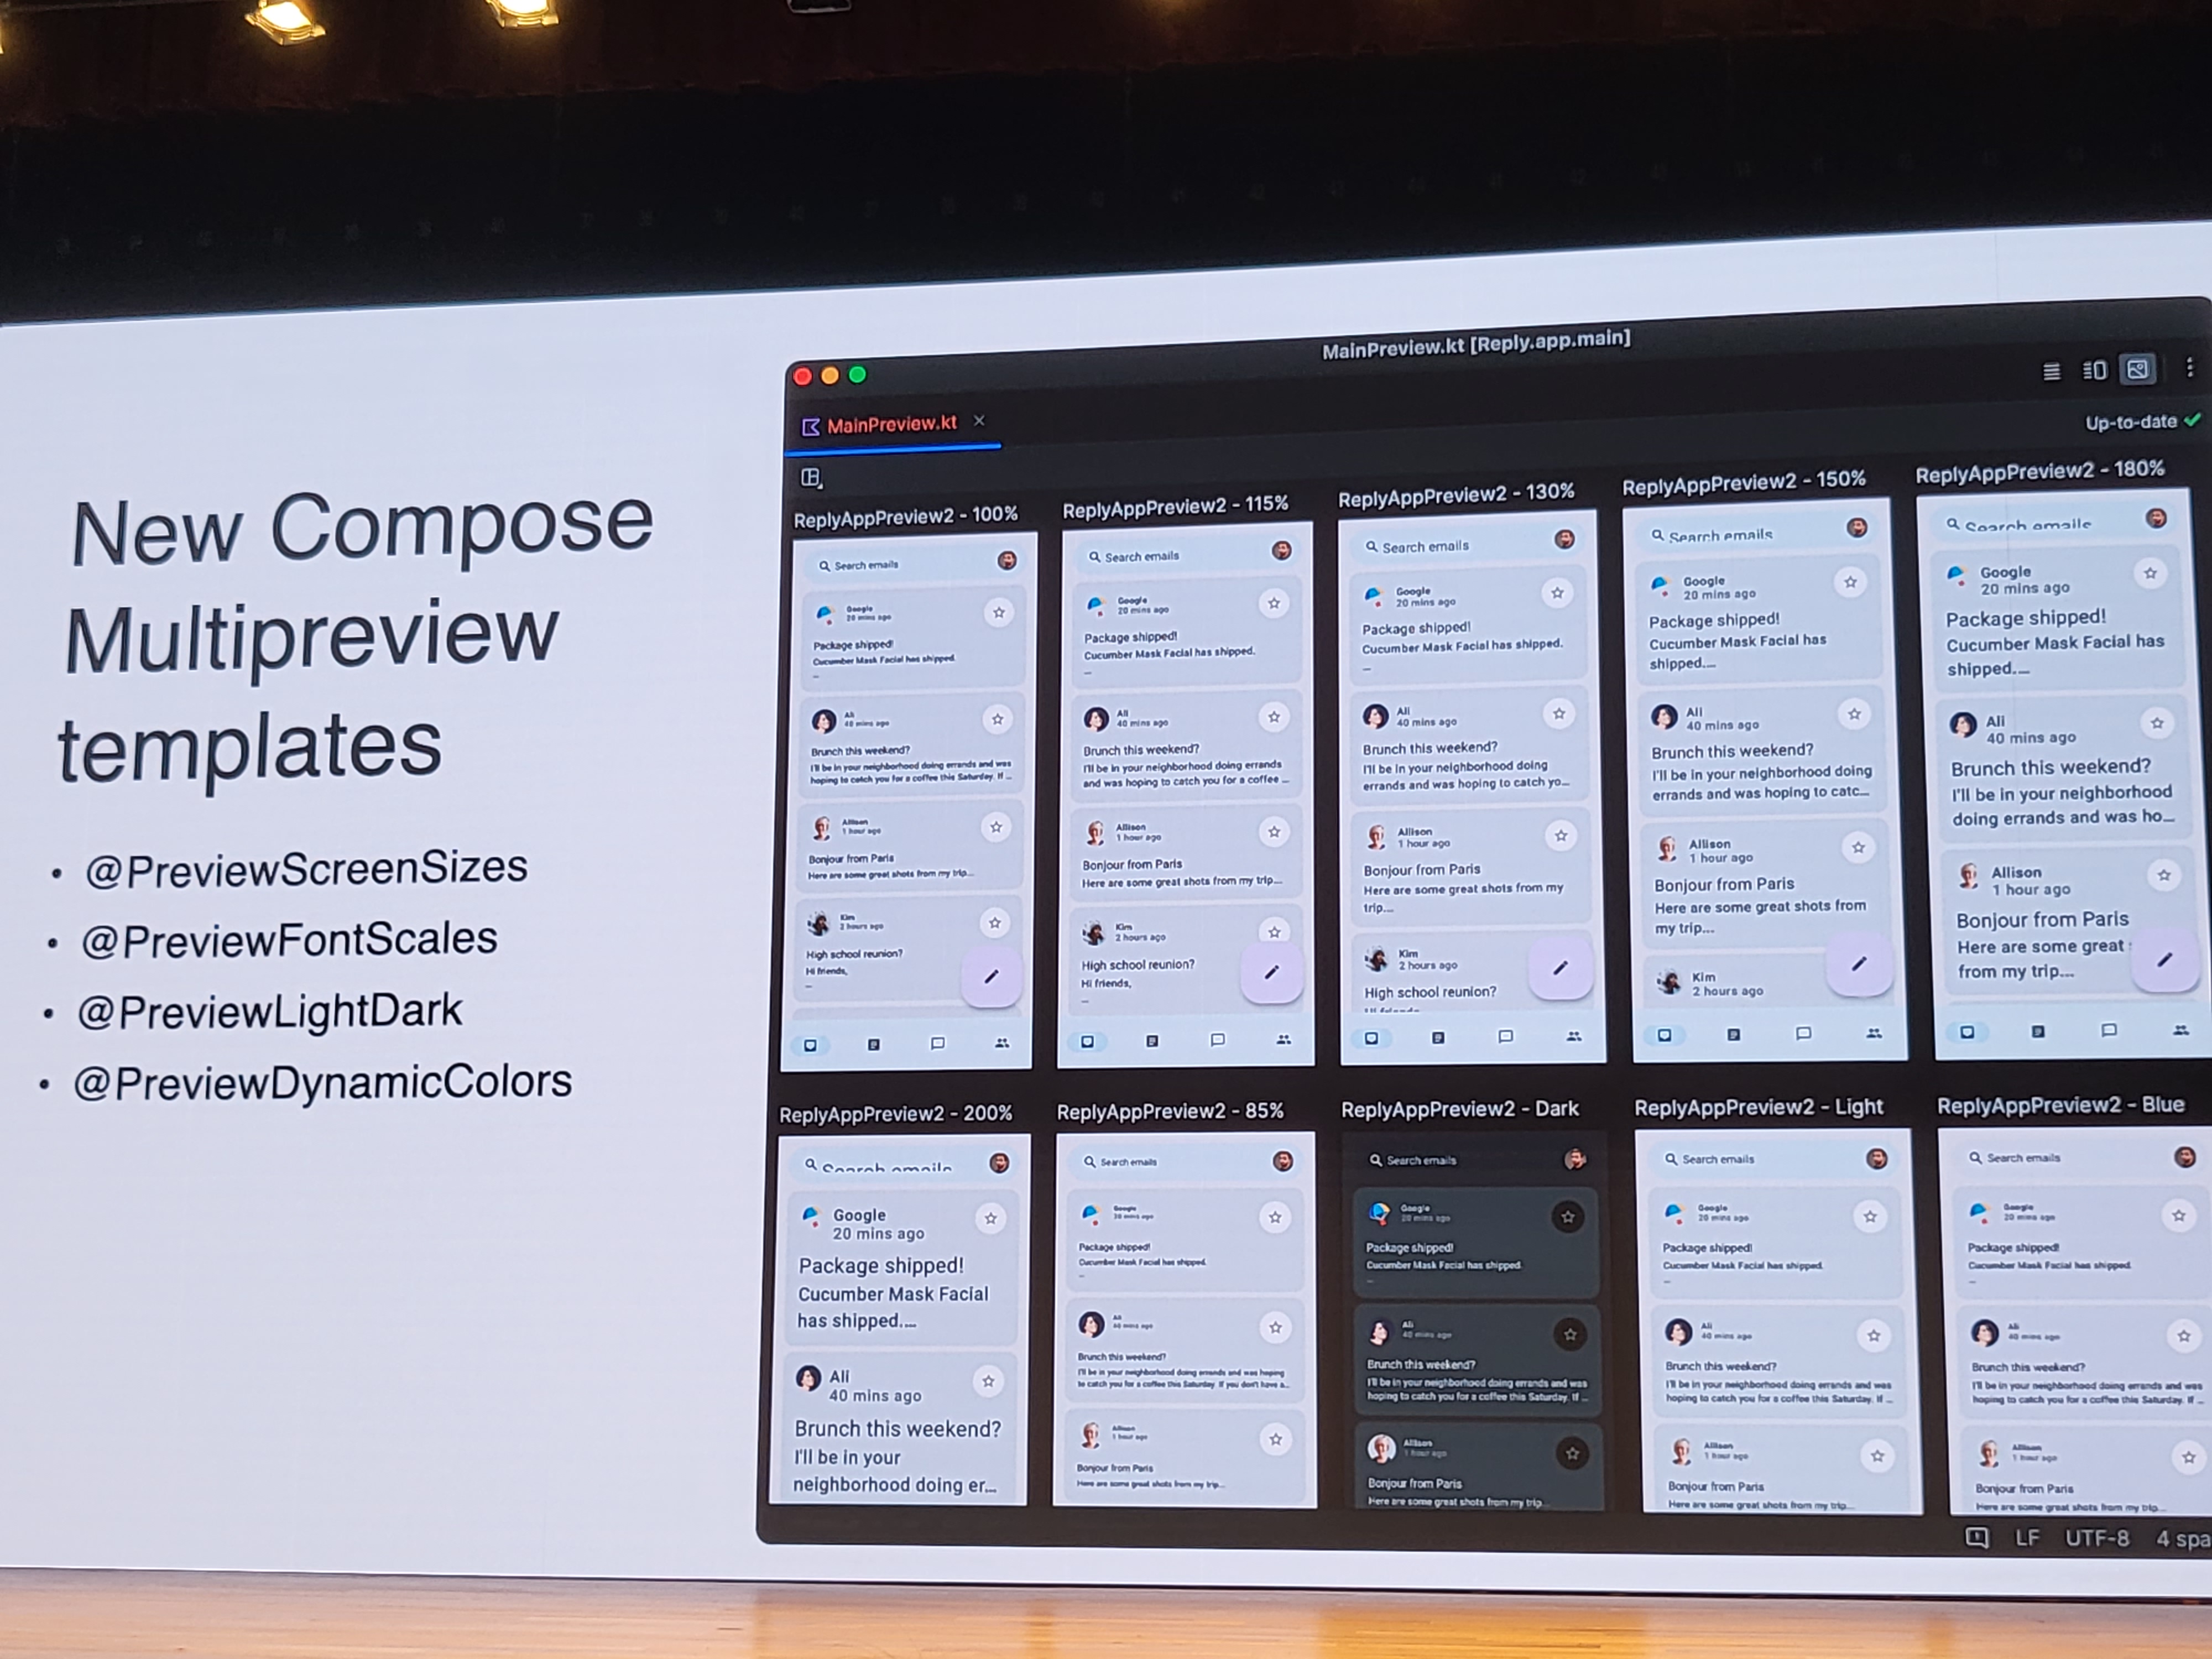 New Compose
Multipreview
templates
• @PreviewScreenSizes
• @PreviewFontScales
• @PreviewLightDark
• @PreviewDynamicColors
MainPreview.kt [Reply.app.main]
MainPreview.kt
Up-to-date
ReplyAppPreview2 - 100%
Search emails
Google
20 mins ago
Package shipped!
Cucumber Mask Facial has shipped.
...
Ali
40 mins ago
Brunch this weekend?
I'll be in your neighborhood doing errands and was
hoping to catch you for a coffee this Saturday. If ...
Allison
1 hour ago
Bonjour from Paris
Here are some great shots from my trip...
Kim
2 hours ago
High school reunion?
Hi friends,
...
ReplyAppPreview2 - 115%
Search emails
Google
20 mins ago
Package shipped!
Cucumber Mask Facial has shipped.
...
Ali
40 mins ago
Brunch this weekend?
I'll be in your neighborhood doing errands
and was hoping to catch you for a coffee ...
Allison
1 hour ago
Bonjour from Paris
Here are some great shots from my trip...
Kim
2 hours ago
High school reunion?
Hi friends,
...
ReplyAppPreview2 - 130%
Search emails
Google
20 mins ago
Package shipped!
Cucumber Mask Facial has shipped.
...
Ali
40 mins ago
Brunch this weekend?
I'll be in your neighborhood doing
errands and was hoping to catch yo...
Allison
1 hour ago
Bonjour from Paris
Here are some great shots from my
trip...
Kim
2 hours ago
High school reunion?
ReplyAppPreview2 - 150%
Search emails
Google
20 mins ago
Package shipped!
Cucumber Mask Facial has
shipped....
Ali
40 mins ago
Brunch this weekend?
I'll be in your neighborhood doing
errands and was hoping to catc...
Allison
1 hour ago
Bonjour from Paris
Here are some great shots from
my trip...
Kim
2 hours ago
ReplyAppPreview2 - 180%
Search emails
Google
20 mins ago
Package shipped!
Cucumber Mask Facial has
shipped....
Ali
40 mins ago
Brunch this weekend?
I'll be in your neighborhood
doing errands and was ho...
Allison
1 hour ago
Bonjour from Paris
Here are some great
from my trip...
ReplyAppPreview2 - 200%
Search emails
Google
20 mins ago
Package shipped!
Cucumber Mask Facial
has shipped....
Ali
40 mins ago
Brunch this weekend?
I'll be in your
neighborhood doing er...
ReplyAppPreview2 - 85%
Search emails
Google
20 mins ago
Package shipped!
Cucumber Mask Facial has shipped.
...
Ali
40 mins ago
Brunch this weekend?
I'll be in your neighborhood doing errands and was hoping
to catch you for a coffee this Saturday. If you don't have a...
Allison
1 hour ago
Bonjour from Paris
Here are some great shots from my trip...
ReplyAppPreview2 - Dark
Search emails
Google
20 mins ago
Package shipped!
Cucumber Mask Facial has shipped.
...
Ali
40 mins ago
Brunch this weekend?
I'll be in your neighborhood doing errands and was
hoping to catch you for a coffee this Saturday. If ...
Allison
1 hour ago
Bonjour from Paris
Here are some great shots from my trip...
ReplyAppPreview2 - Light
Search emails
Google
20 mins ago
Package shipped!
Cucumber Mask Facial has shipped.
...
Ali
40 mins ago
Brunch this weekend?
I'll be in your neighborhood doing errands and was
hoping to catch you for a coffee this Saturday. If ...
Allison
1 hour ago
Bonjour from Paris
Here are some great shots from my trip...
ReplyAppPreview2 - Blue
Search emails
Google
20 mins ago
Package shipped!
Cucumber Mask Facial has shipped.
...
Ali
40 mins ago
Brunch this weekend?
I'll be in your neighborhood doing errands and was
hoping to catch you for a coffee this Saturday. If ...
Allison
1 hour ago
Bonjour from Paris
Here are some great shots from my trip...
LF UTF-8 4 spa